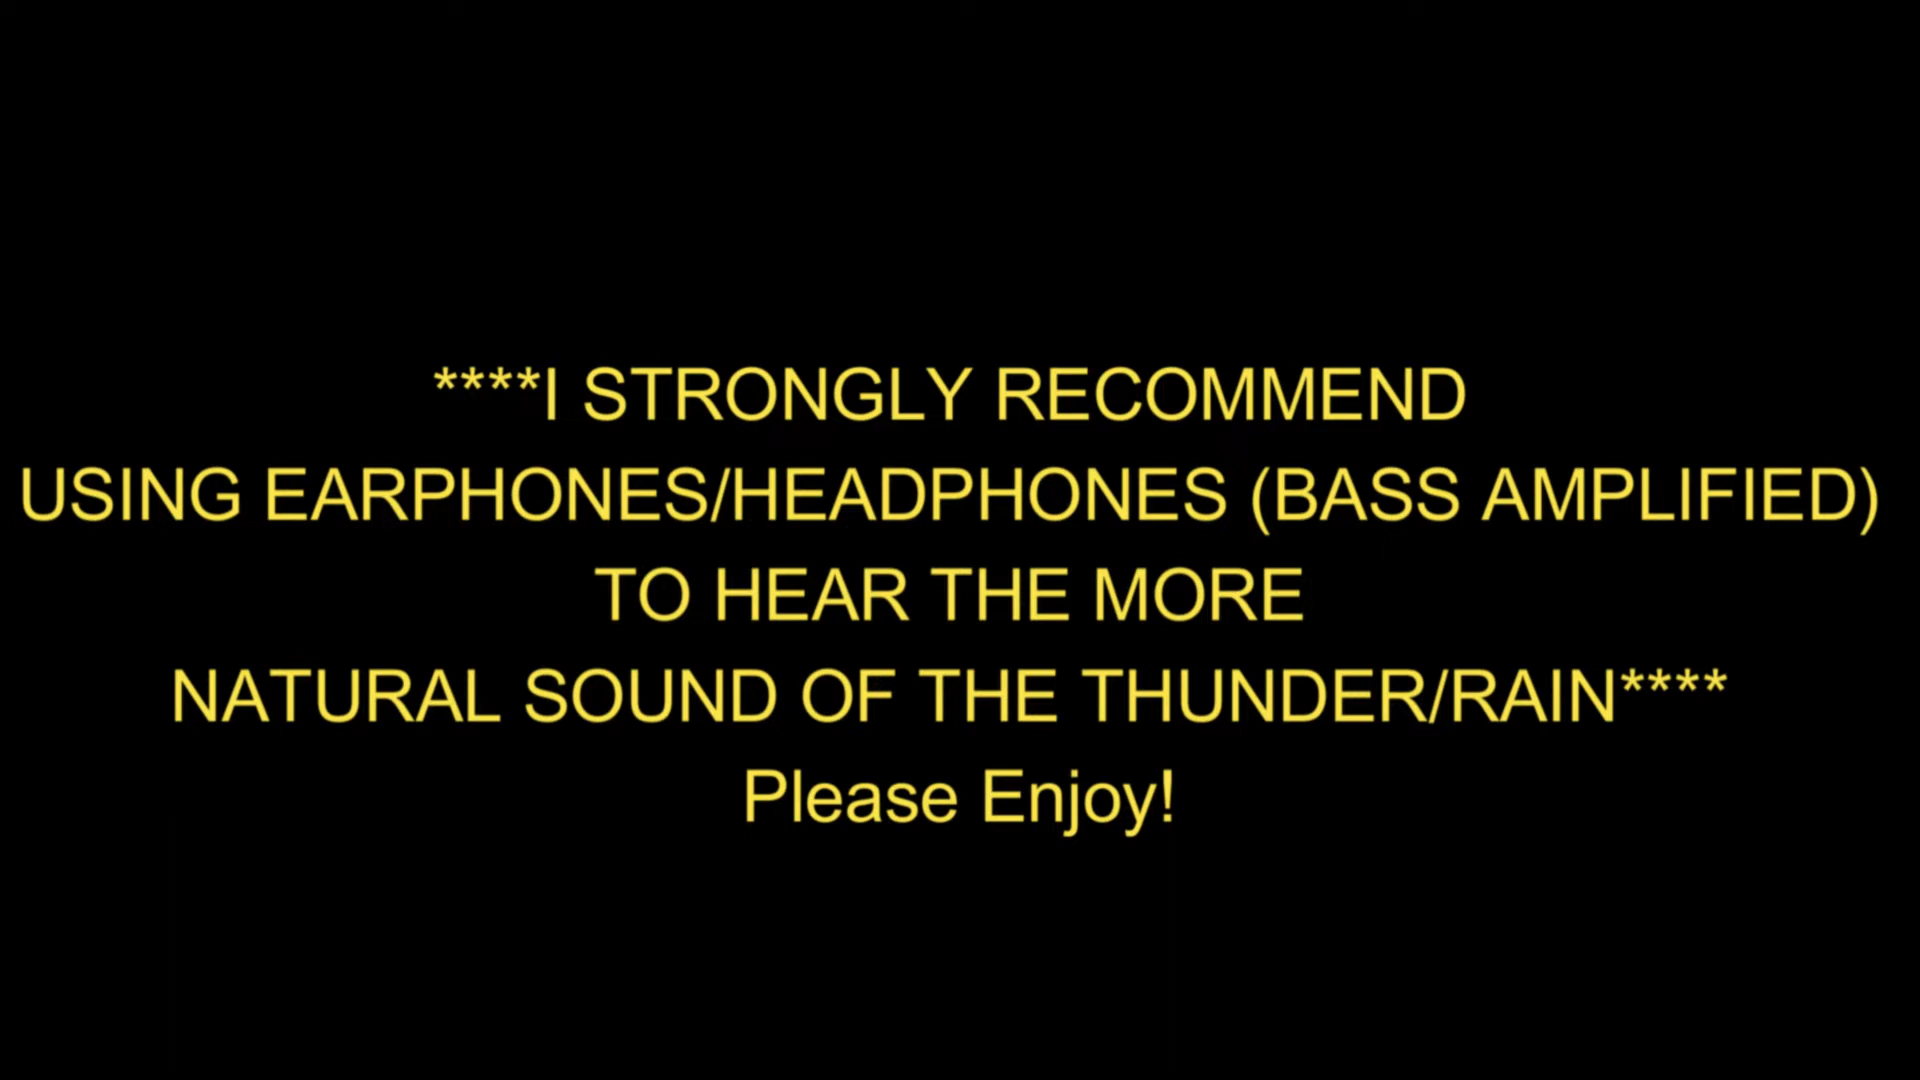 ****I STRONGLY RECOMMEND
USING EARPHONES/HEADPHONES (BASS AMPLIFIED)
TO HEAR THE MORE
NATURAL SOUND OF THE THUNDER/RAIN****
Please Enjoy!